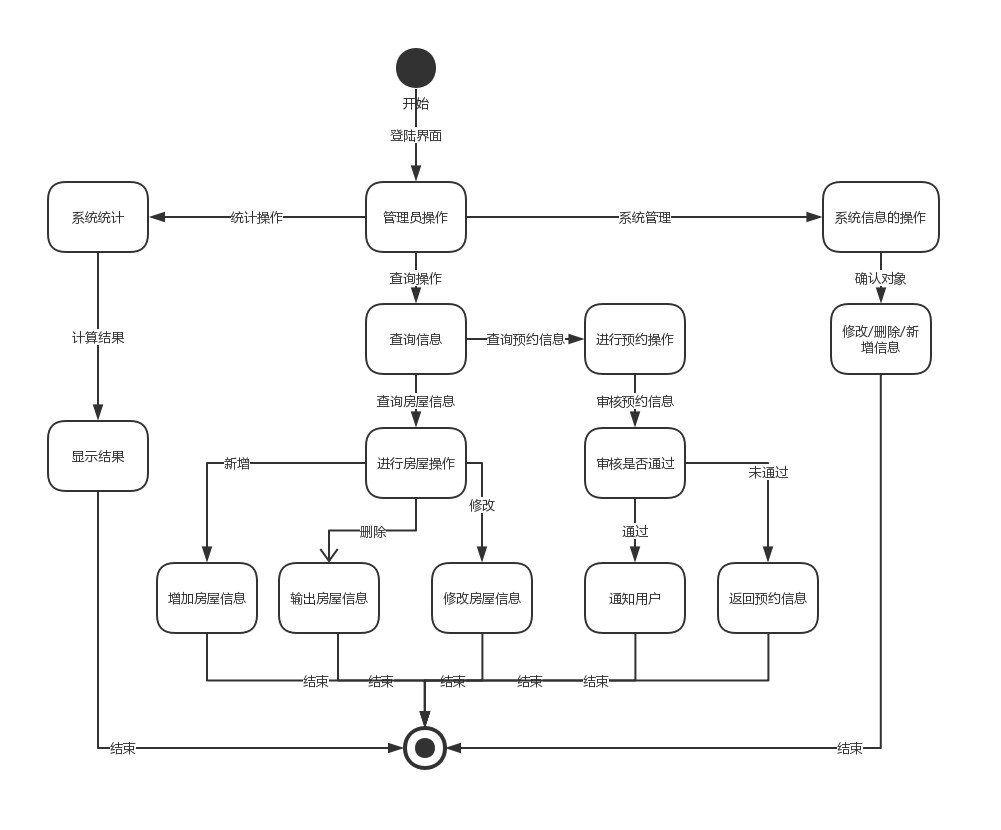 开始
登陆界面
系统统计
统计操作
管理员操作
系统管理
系统信息的操作
查询操作
确认对象
计算结果
查询信息
查询预约信息
进行预约操作
修改/删除/新
增信息
查询房屋信息
审核预约信息
显示结果
新增
进行房屋操作
审核是否通过
未通过
修改
删除
通过
增加房屋信息
输出房屋信息
修改房屋信息
通知用户
返回预约信息
结束
结束
结束
结束
结束
结束
结束